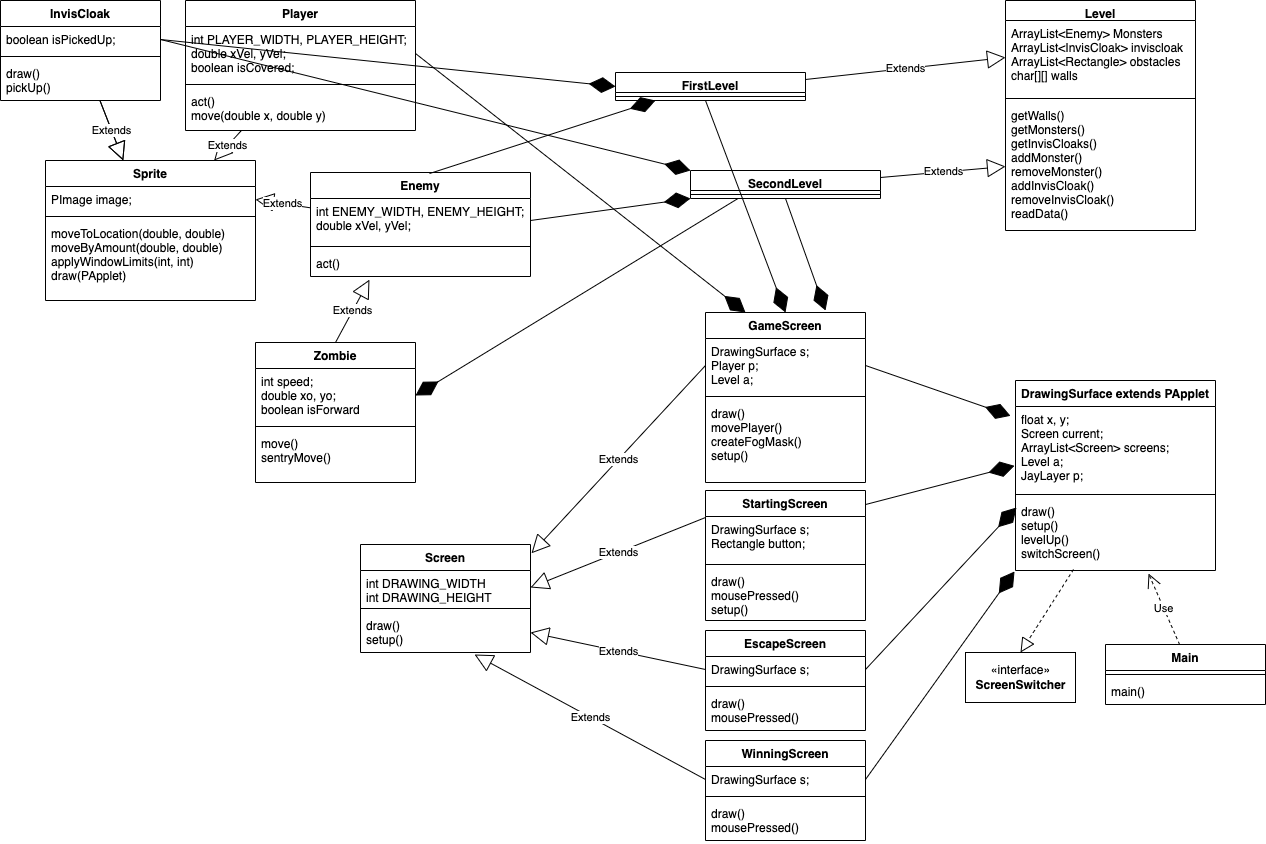 InvisCloak
boolean isPickedUp;
draw()
pickUp()
Player
int PLAYER_WIDTH, PLAYER_HEIGHT;
double xVel, yVel;
boolean isCovered;
act()
move(double x, double y)
FirstLevel
Extends
Level
ArrayList<Enemy> Monsters
ArrayList<InvisCloak> inviscloak
ArrayList<Rectangle> obstacles
char[][] walls
getWalls()
getMonsters()
getInvisCloaks()
addMonster()
removeMonster()
addInvisCloak()
removeInvisCloak()
readData()
Extends
Extends
Sprite
PImage image;
moveToLocation(double, double)
moveByAmount(double, double)
applyWindowLimits(int, int)
draw(PApplet)
Extends
Enemy
int ENEMY_WIDTH, ENEMY_HEIGHT;
double xVel, yVel;
act()
SecondLevel
Extends
Extends
Zombie
int speed;
double xo, yo;
boolean isForward
move()
sentryMove()
GameScreen
DrawingSurface s;
Player p;
Level a;
draw()
movePlayer()
createFogMask()
setup()
DrawingSurface extends PApplet
float x, y;
Screen current;
ArrayList<Screen> screens;
Level a;
JayLayer p;
draw()
setup()
levelUp()
switchScreen()
Extends
StartingScreen
DrawingSurface s;
Rectangle button;
draw()
mousePressed()
setup()
Extends
Screen
int DRAWING_WIDTH
int DRAWING_HEIGHT
draw()
setup()
Extends
EscapeScreen
DrawingSurface s;
draw()
mousePressed()
Use
«interface»
ScreenSwitcher
Main
main()
Extends
WinningScreen
DrawingSurface s;
draw()
mousePressed()